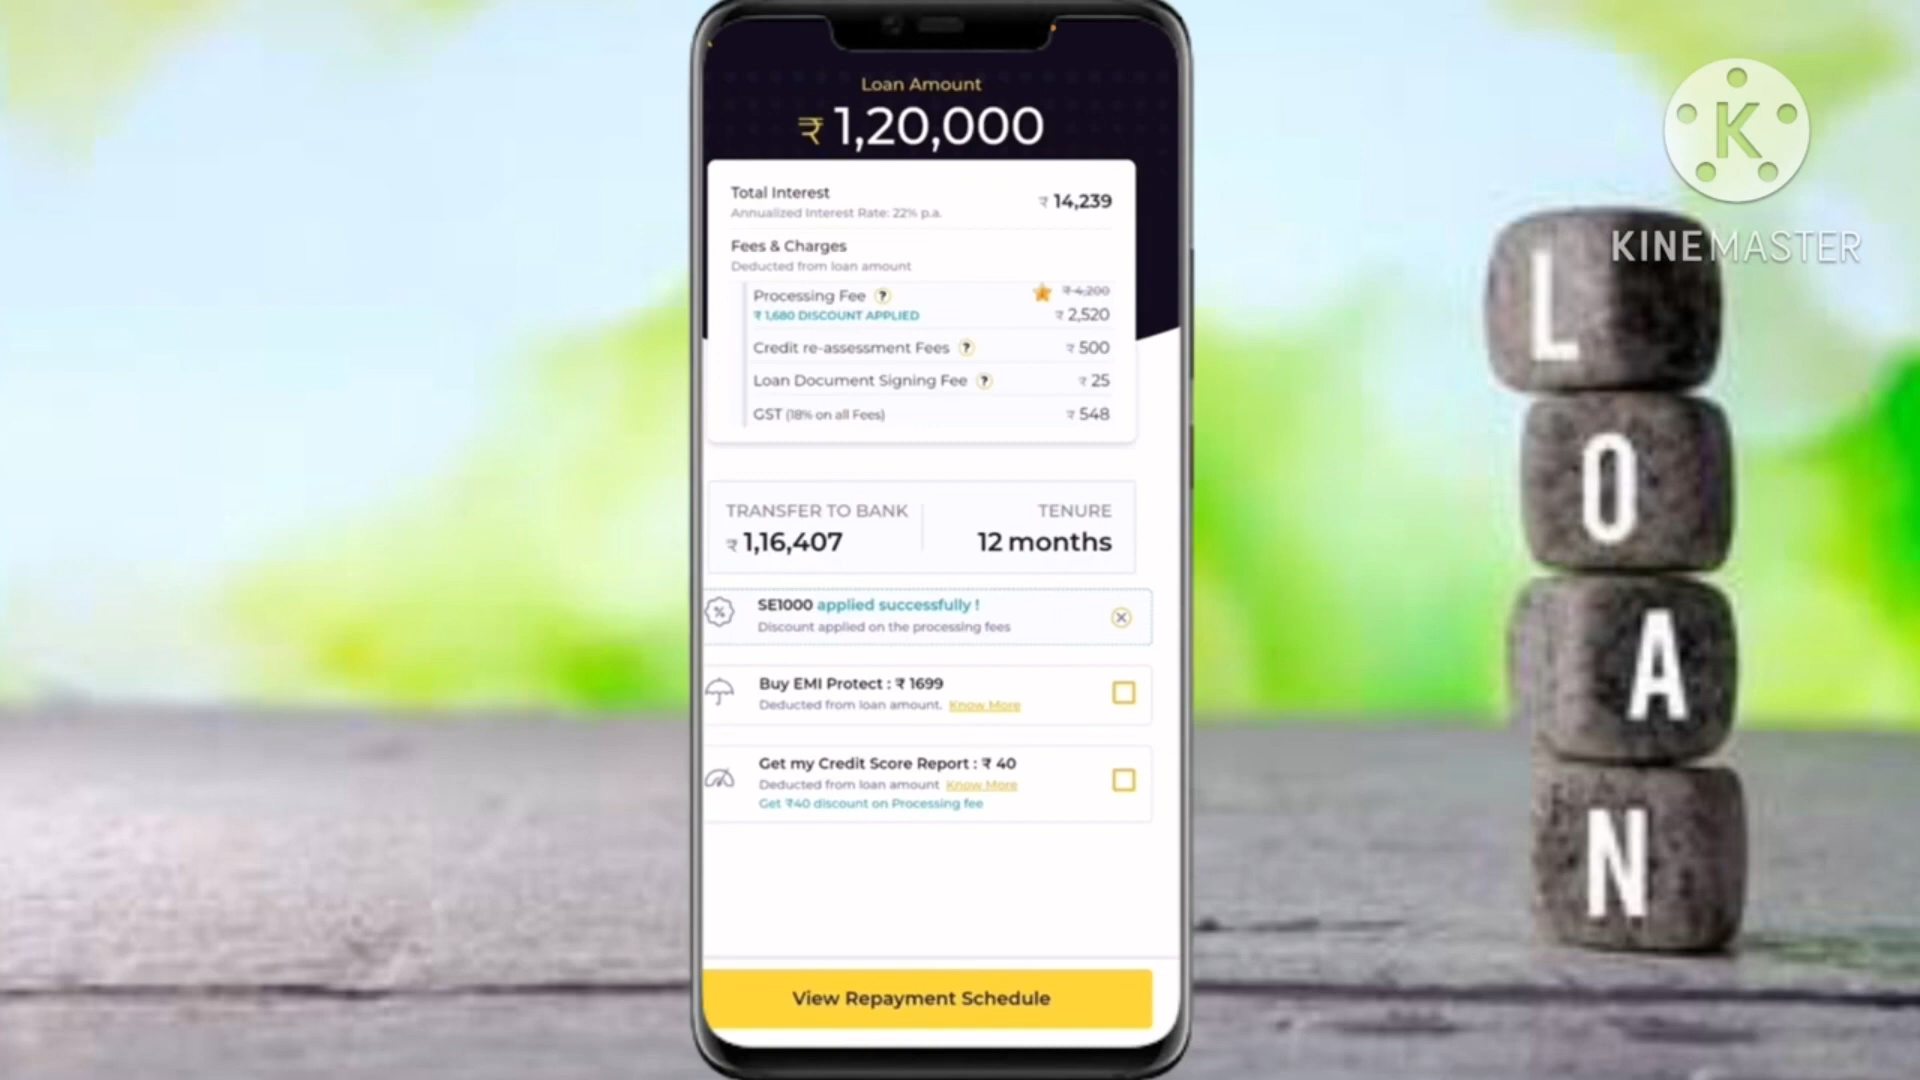 Loan Amount
₹ 1,20,000
Total Interest
₹ 14,239
Annualized Interest Rate: 22% p.a.
Fees & Charges
Deducted from loan amount
Processing Fee ?
₹ 4,200
₹ 1,680 DISCOUNT APPLIED
₹ 2,520
Credit re-assessment Fees ?
₹ 500
Loan Document Signing Fee ?
₹ 25
GST (18% on all Fees)
₹ 548
TRANSFER TO BANK
₹ 1,16,407
TENURE
12 months
SE1000 applied successfully !
Discount applied on the processing fees
Buy EMI Protect : ₹ 1699
Deducted from loan amount. Know More
Get my Credit Score Report : ₹ 40
Deducted from loan amount Know More
Get ₹40 discount on Processing fee
View Repayment Schedule
K
KINEMASTER
L
O
A
N